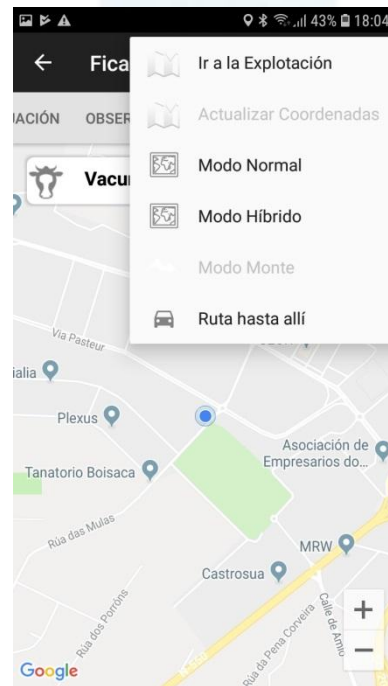 43% 18:04
Fica
Ir a la Explotación
UACIÓN OBSER
Actualizar Coordenadas
Vacu
Modo Normal
Modo Híbrido
Modo Monte
Ruta hasta allí
Via Pasteur
ialia
Plexus
Asociación de
Empresarios do...
Tanatorio Boisaca
Rúa das Mulas
MRW
Castrosua
Rúa dos Porróns
Rúa da Pena Corveira
Calle de Amio
+
−
Google